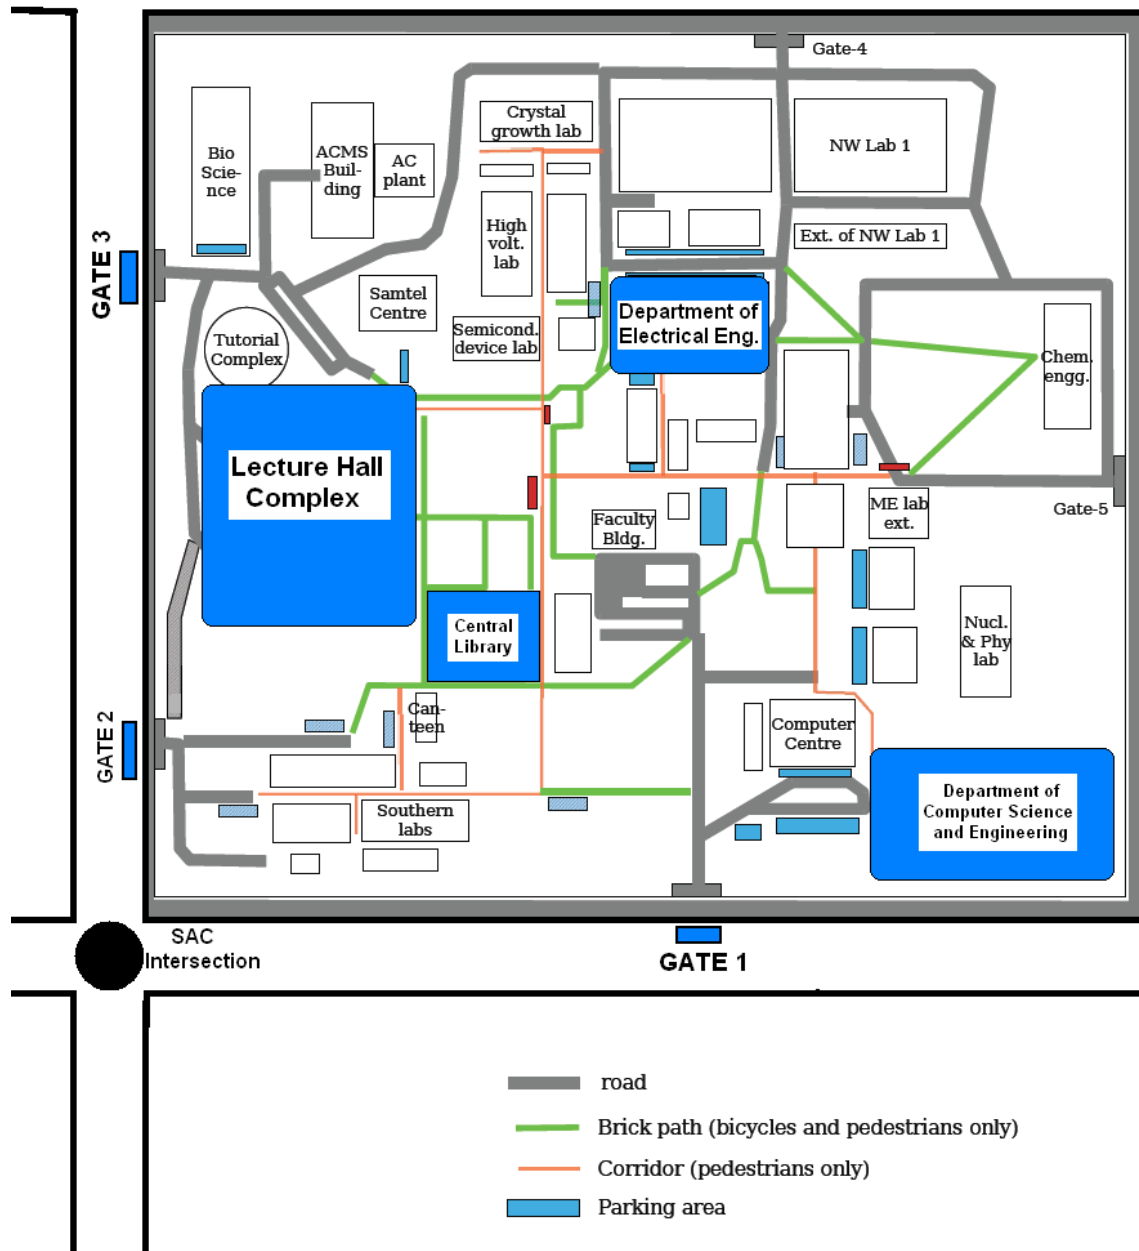 Gate-4
Crystal
growth lab
Bio
Scie-
nce
ACMS
Buil-
ding
AC
plant
NW Lab 1
High
volt.
lab
Ext. of NW Lab 1
GATE 3
Samtel
Centre
Department of
Electrical Eng.
Semicond.
device lab
Tutorial
Complex
Chem.
engg.
Lecture Hall
Complex
ME lab
ext.
Gate-5
Faculty
Bldg.
Central
Library
Nucl.
& Phy
lab
Can-
teen
GATE 2
Computer
Centre
Department of
Computer Science
and Engineering
Southern
labs
SAC
Intersection
GATE 1
road
Brick path (bicycles and pedestrians only)
Corridor (pedestrians only)
Parking area